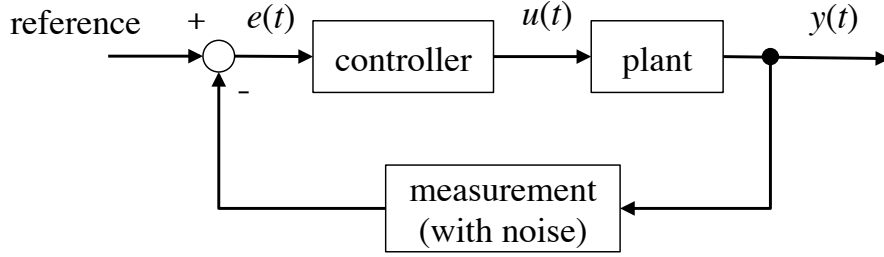 reference
+
e(t)
controller
u(t)
plant
y(t)
-
measurement
(with noise)